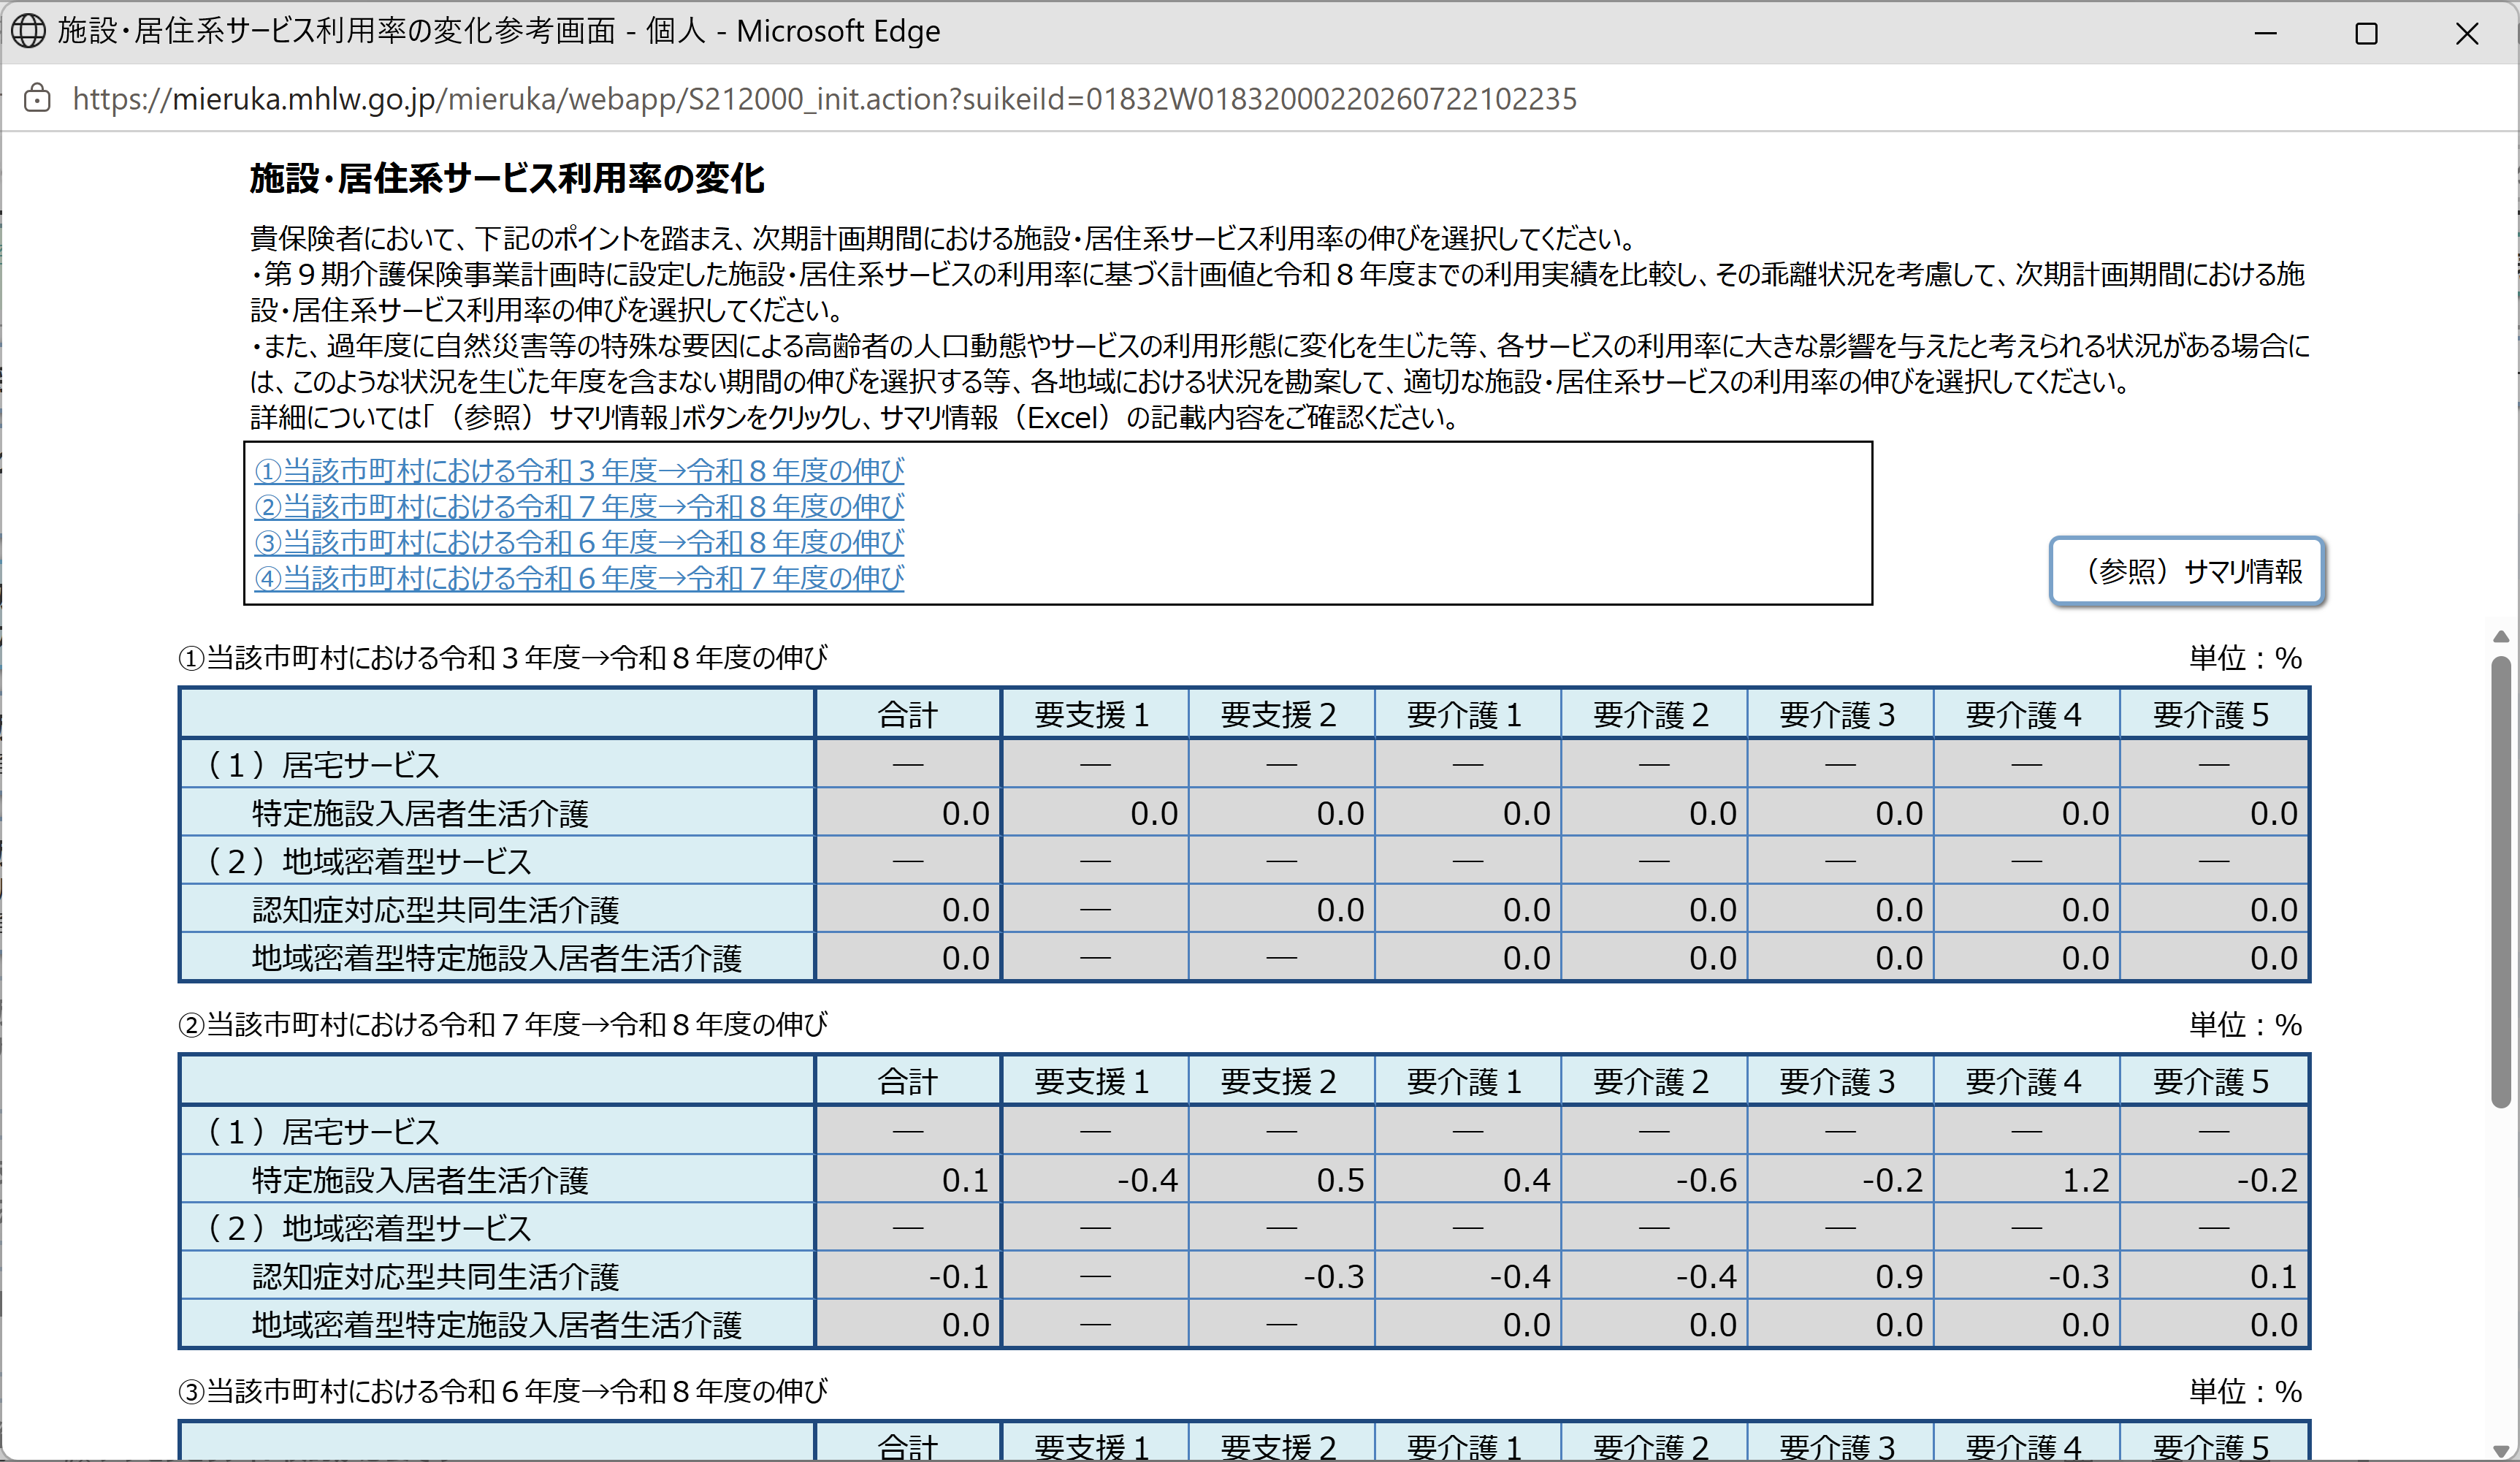 施設・居住系サービス利用率の変化参考画面 - 個人 - Microsoft Edge
https://mieruka.mhlw.go.jp/mieruka/webapp/S212000_init.action?suikeiId=01832W01832000220260722102235
施設・居住系サービス利用率の変化
貴保険者において、下記のポイントを踏まえ、次期計画期間における施設・居住系サービス利用率の伸びを選択してください。
・第９期介護保険事業計画時に設定した施設・居住系サービスの利用率に基づく計画値と令和８年度までの利用実績を比較し、その乖離状況を考慮して、次期計画期間における施
設・居住系サービス利用率の伸びを選択してください。
・また、過年度に自然災害等の特殊な要因による高齢者の人口動態やサービスの利用形態に変化を生じた等、各サービスの利用率に大きな影響を与えたと考えられる状況がある場合に
は、このような状況を生じた年度を含まない期間の伸びを選択する等、各地域における状況を勘案して、適切な施設・居住系サービスの利用率の伸びを選択してください。
詳細については「（参照）サマリ情報」ボタンをクリックし、サマリ情報（Excel）の記載内容をご確認ください。
①当該市町村における令和３年度→令和８年度の伸び
②当該市町村における令和７年度→令和８年度の伸び
③当該市町村における令和６年度→令和８年度の伸び
④当該市町村における令和６年度→令和７年度の伸び
（参照）サマリ情報
①当該市町村における令和３年度→令和８年度の伸び 単位：%
合計 要支援１ 要支援２ 要介護１ 要介護２ 要介護３ 要介護４ 要介護５
（１）居宅サービス ― ― ― ― ― ― ― ―
特定施設入居者生活介護 0.0 0.0 0.0 0.0 0.0 0.0 0.0 0.0
（２）地域密着型サービス ― ― ― ― ― ― ― ―
認知症対応型共同生活介護 0.0 ― 0.0 0.0 0.0 0.0 0.0 0.0
地域密着型特定施設入居者生活介護 0.0 ― ― 0.0 0.0 0.0 0.0 0.0
②当該市町村における令和７年度→令和８年度の伸び 単位：%
合計 要支援１ 要支援２ 要介護１ 要介護２ 要介護３ 要介護４ 要介護５
（１）居宅サービス ― ― ― ― ― ― ― ―
特定施設入居者生活介護 0.1 -0.4 0.5 0.4 -0.6 -0.2 1.2 -0.2
（２）地域密着型サービス ― ― ― ― ― ― ― ―
認知症対応型共同生活介護 -0.1 ― -0.3 -0.4 -0.4 0.9 -0.3 0.1
地域密着型特定施設入居者生活介護 0.0 ― ― 0.0 0.0 0.0 0.0 0.0
③当該市町村における令和６年度→令和８年度の伸び 単位：%
合計 要支援１ 要支援２ 要介護１ 要介護２ 要介護３ 要介護４ 要介護５